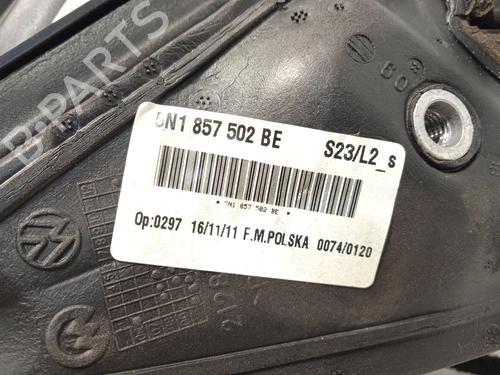 B-PARTS
5N1 857 502 BE
S23/L2_s
* 5N1 857 502 BE *
Op:0297 16/11/11 F.M.POLSKA 0074/0120